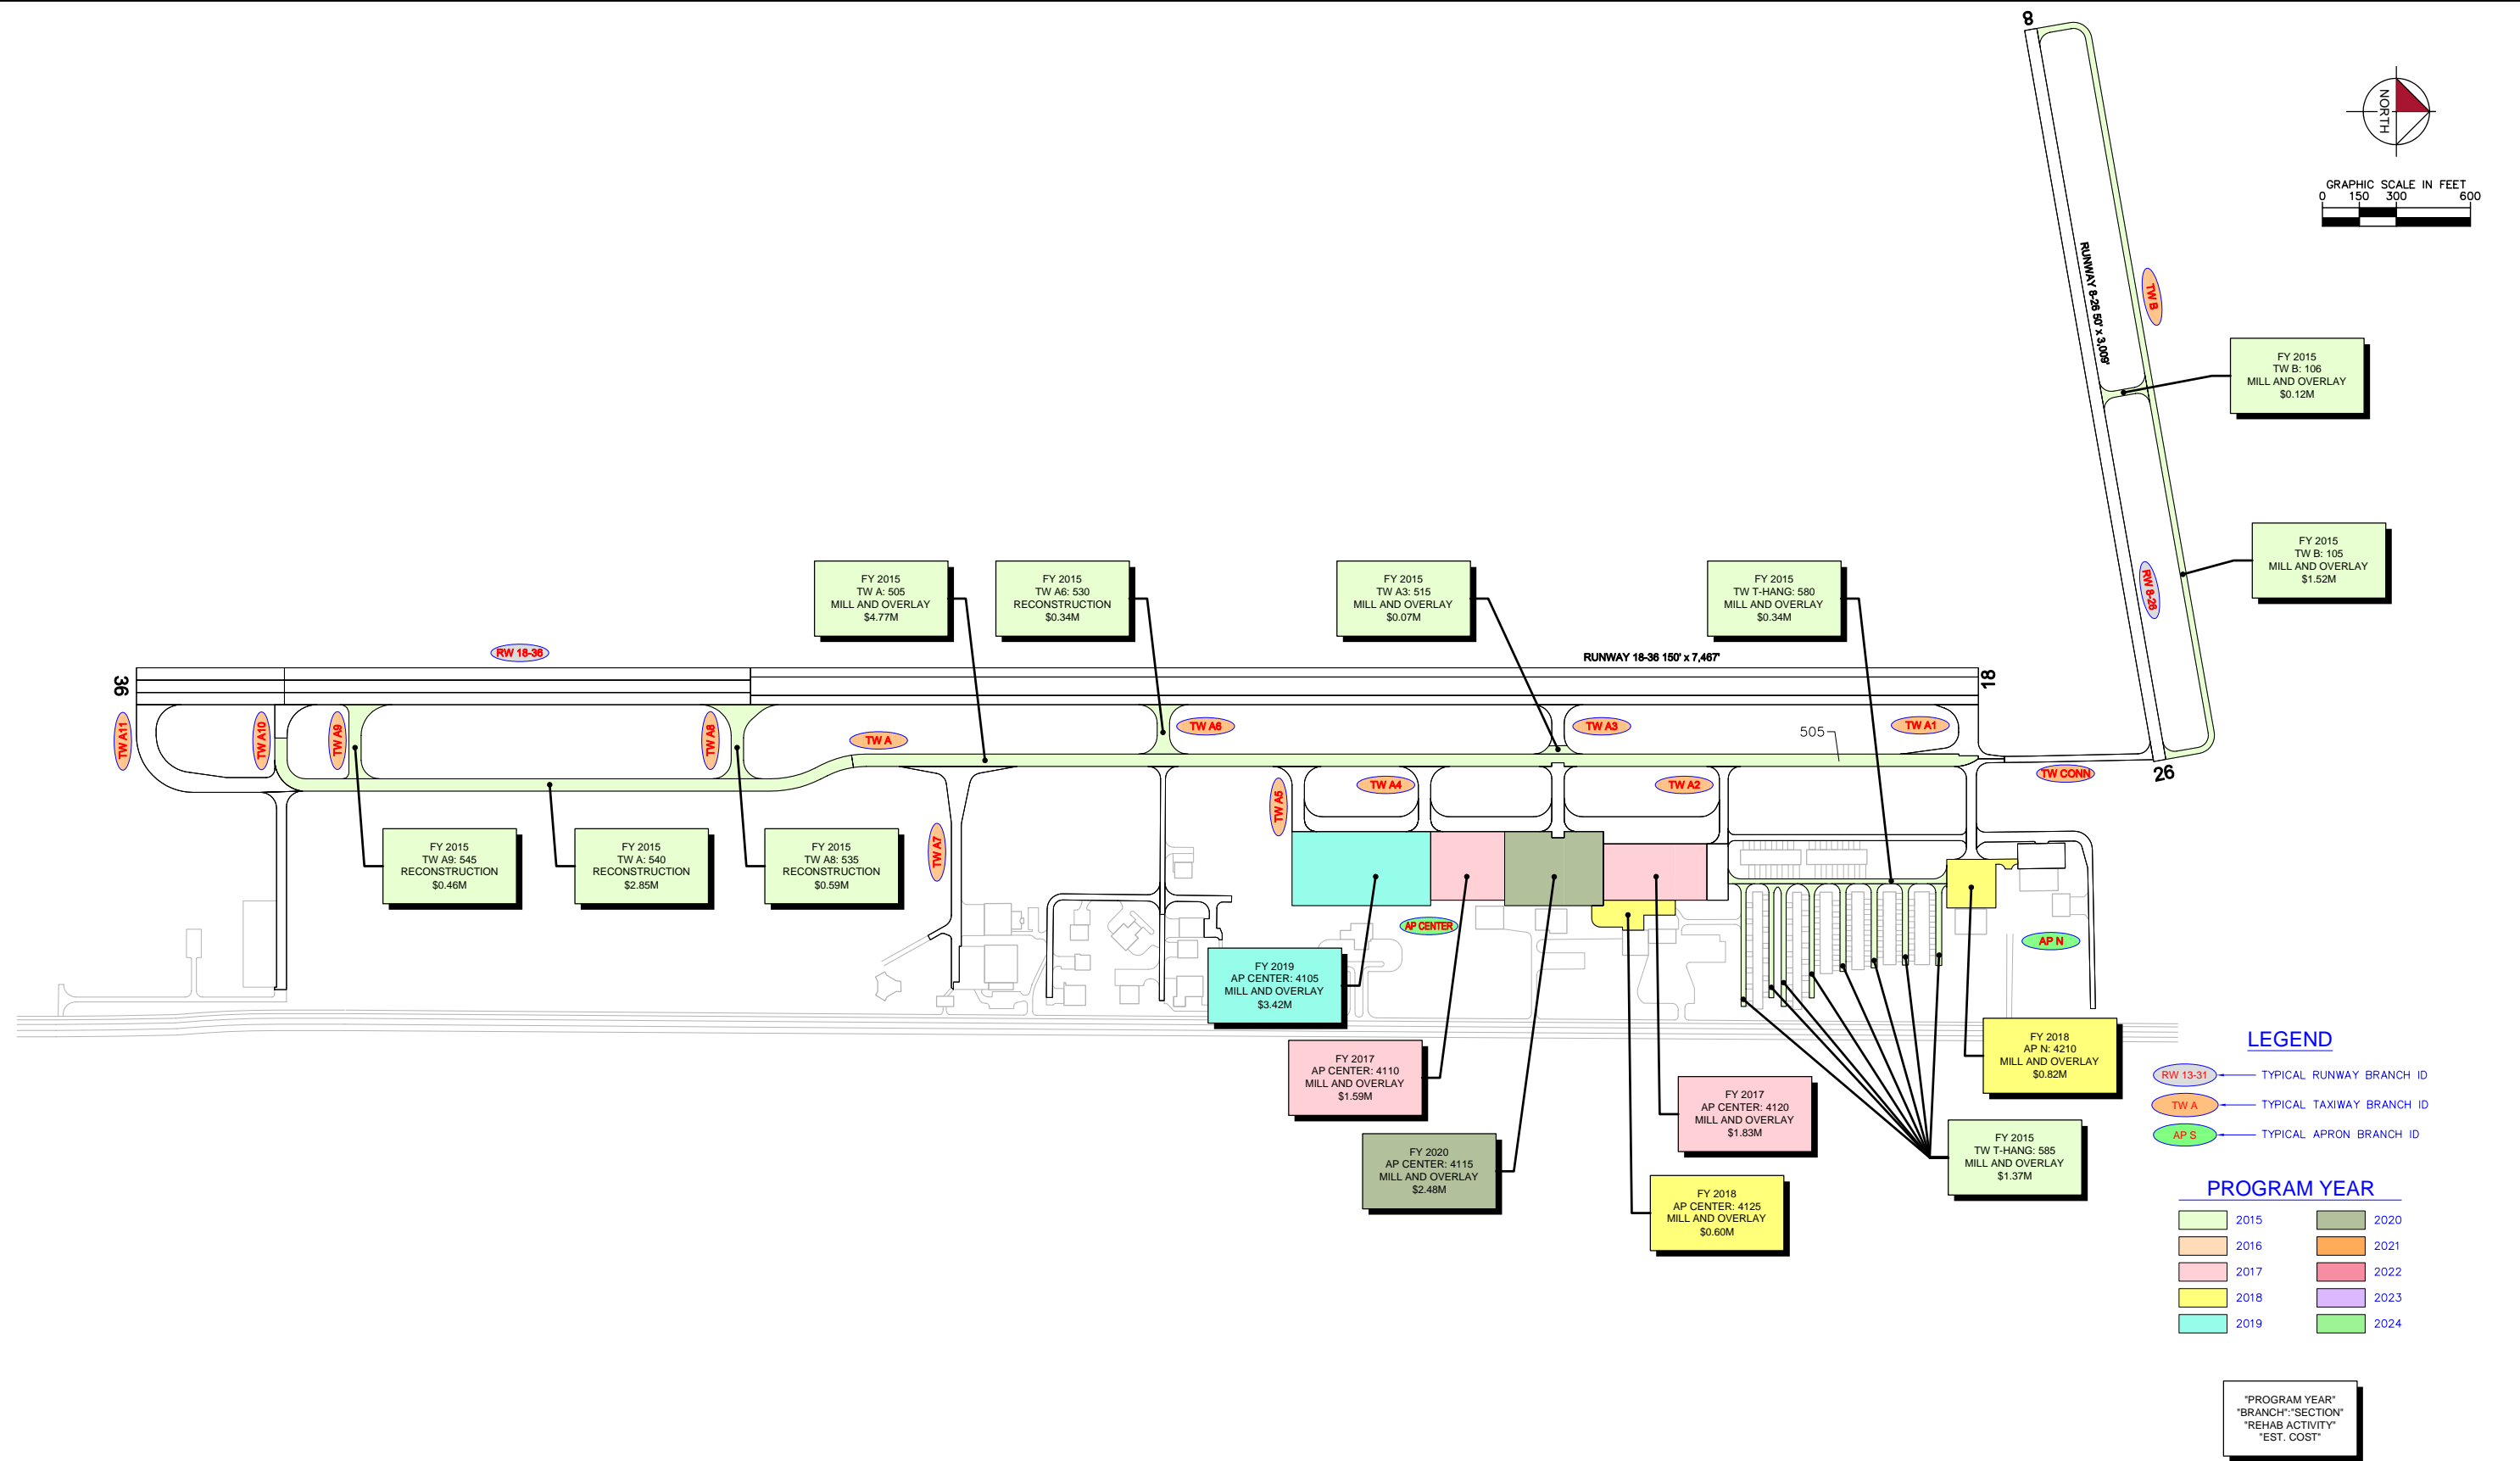 8
NORTH
GRAPHIC SCALE IN FEET
0 150 300 600
RUNWAY 8-26 50' x 3,009'
TW B
FY 2015
TW B: 106
MILL AND OVERLAY
$0.12M
FY 2015
TW B: 105
MILL AND OVERLAY
$1.52M
RW 8-26
FY 2015
TW A: 505
MILL AND OVERLAY
$4.77M
FY 2015
TW A6: 530
RECONSTRUCTION
$0.34M
FY 2015
TW A3: 515
MILL AND OVERLAY
$0.07M
FY 2015
TW T-HANG: 580
MILL AND OVERLAY
$0.34M
RW 18-36
RUNWAY 18-36 150' x 7,467'
36
18
TW A11
TW A10
TW A9
TW A8
TW A
TW A6
TW A3
505
TW A1
TW CONN
26
TW A5
TW A4
TW A2
TW A7
FY 2015
TW A9: 545
RECONSTRUCTION
$0.46M
FY 2015
TW A: 540
RECONSTRUCTION
$2.85M
FY 2015
TW A8: 535
RECONSTRUCTION
$0.59M
AP CENTER
AP N
FY 2019
AP CENTER: 4105
MILL AND OVERLAY
$3.42M
FY 2017
AP CENTER: 4110
MILL AND OVERLAY
$1.59M
FY 2020
AP CENTER: 4115
MILL AND OVERLAY
$2.48M
FY 2017
AP CENTER: 4120
MILL AND OVERLAY
$1.83M
FY 2018
AP CENTER: 4125
MILL AND OVERLAY
$0.60M
FY 2018
AP N: 4210
MILL AND OVERLAY
$0.82M
FY 2015
TW T-HANG: 585
MILL AND OVERLAY
$1.37M
LEGEND
RW 13-31 TYPICAL RUNWAY BRANCH ID
TW A TYPICAL TAXIWAY BRANCH ID
AP S TYPICAL APRON BRANCH ID
PROGRAM YEAR
2015 2020
2016 2021
2017 2022
2018 2023
2019 2024
"PROGRAM YEAR"
"BRANCH":"SECTION"
"REHAB ACTIVITY"
"EST. COST"